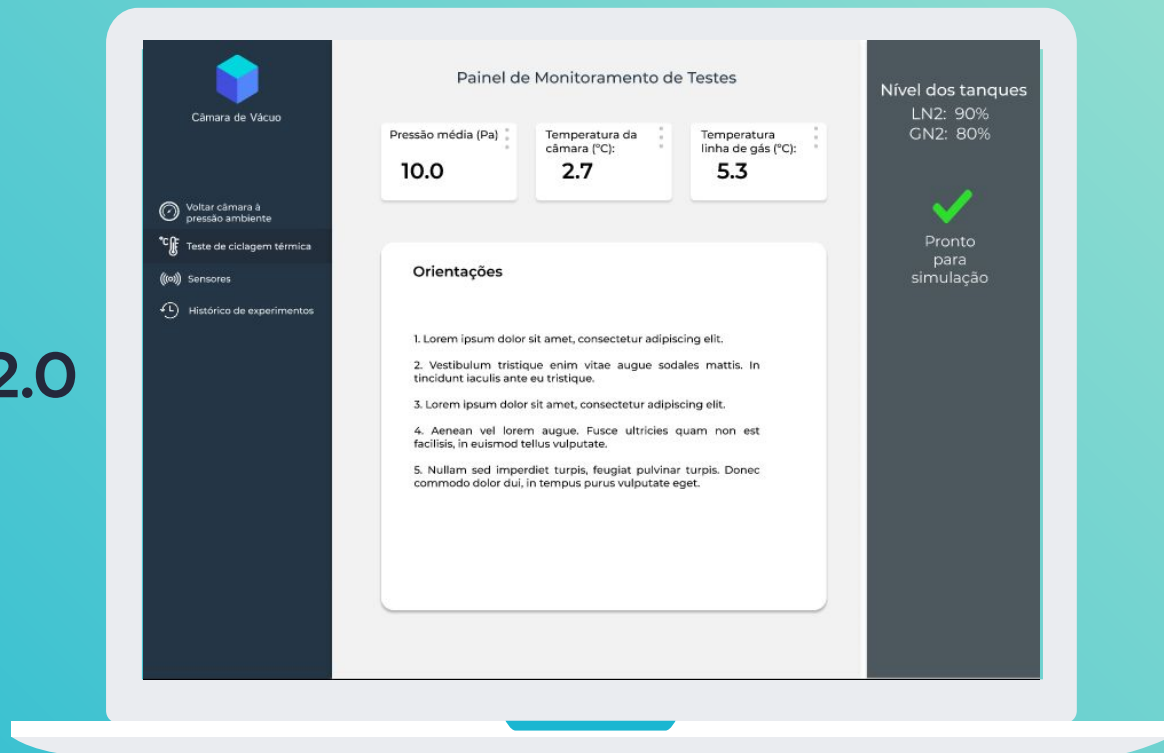 2.0
Câmara de Vácuo
Voltar câmara à
pressão ambiente
°C
Teste de ciclagem térmica
Sensores
Histórico de experimentos
Painel de Monitoramento de Testes
Pressão média (Pa)
10.0
Temperatura da
câmara (°C):
2.7
Temperatura
linha de gás (°C):
5.3
Orientações
1. Lorem ipsum dolor sit amet, consectetur adipiscing elit.
2. Vestibulum tristique enim vitae augue sodales mattis. In
tincidunt iaculis ante eu tristique.
3. Lorem ipsum dolor sit amet, consectetur adipiscing elit.
4. Aenean vel lorem augue. Fusce ultricies quam non est
facilisis, in euismod tellus vulputate.
5. Nullam sed imperdiet turpis, feugiat pulvinar turpis. Donec
commodo dolor dui, in tempus purus vulputate eget.
Nível dos tanques
LN2: 90%
GN2: 80%
Pronto
para
simulação